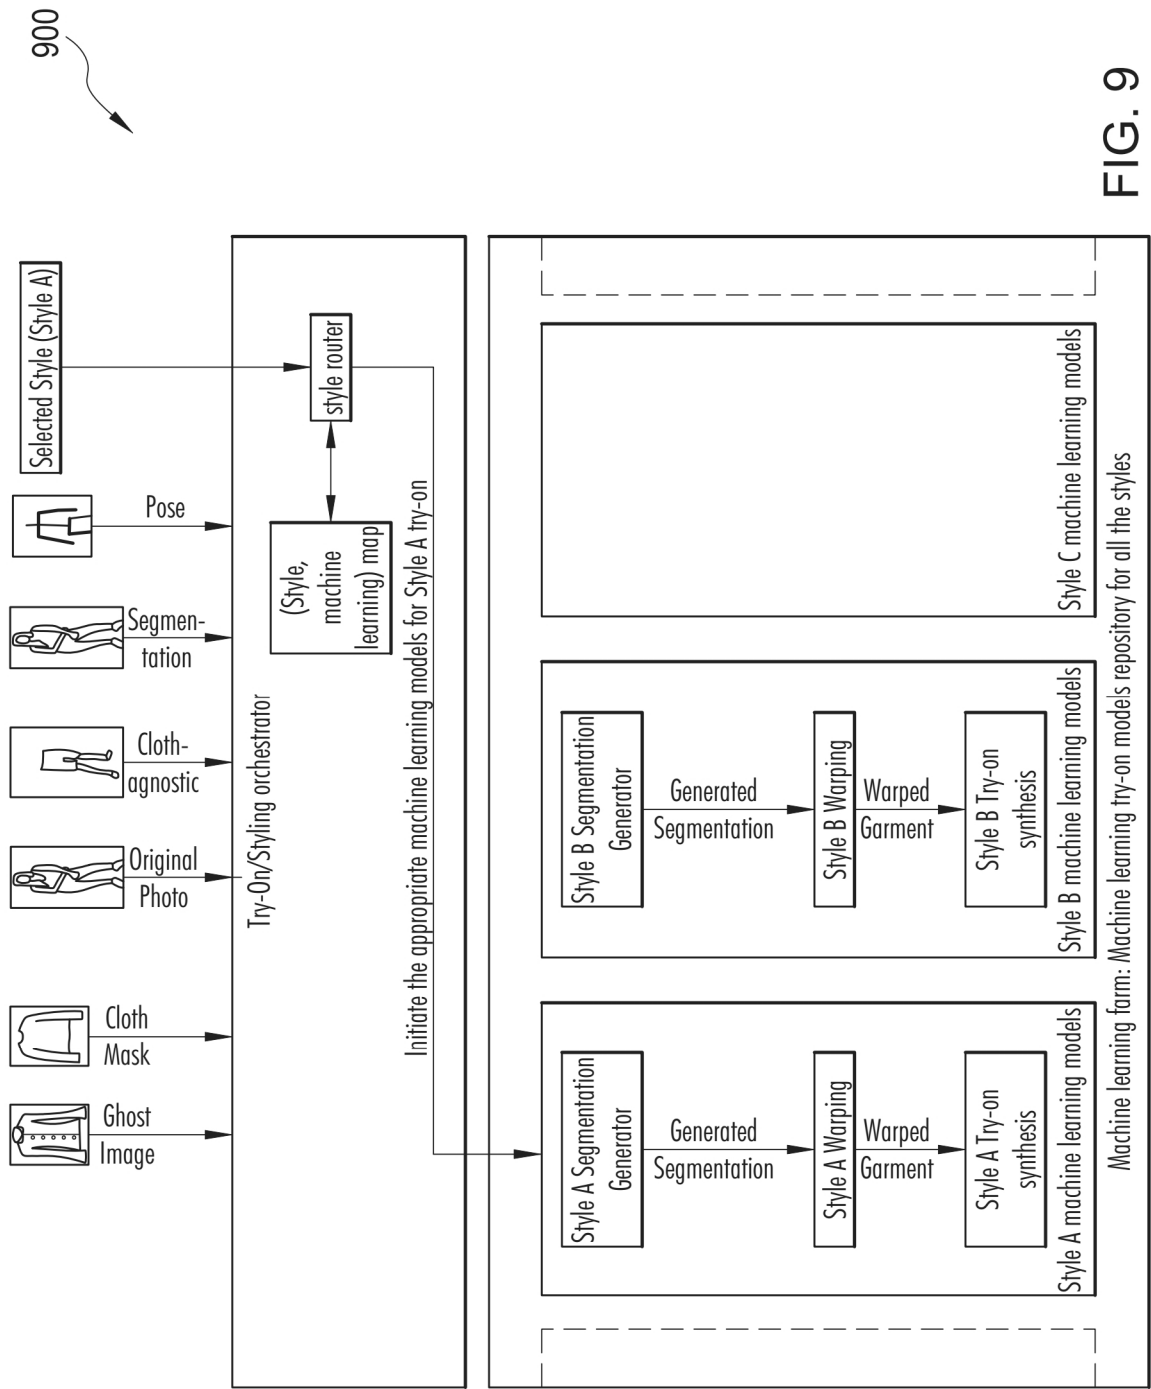 900
Ghost
Image
Cloth
Mask
Original
Photo
Cloth-
agnostic
Segmen-
tation
Pose
Selected Style (Style A)
Try-On/Styling orchestrator
(Style,
machine
learning) map
style router
Initiate the appropriate machine learning models for Style A try-on
Style A Segmentation
Generator
Generated
Segmentation
Style A Warping
Warped
Garment
Style A Try-on
synthesis
Style A machine learning models
Style B Segmentation
Generator
Generated
Segmentation
Style B Warping
Warped
Garment
Style B Try-on
synthesis
Style B machine learning models
Style C machine learning models
Machine learning farm: Machine learning try-on models repository for all the styles
FIG. 9